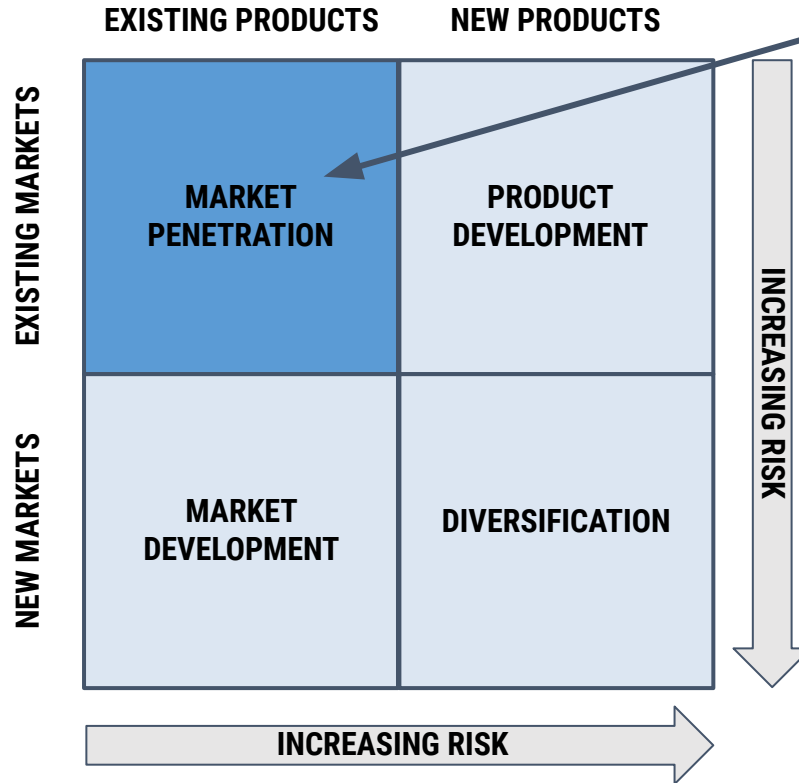 EXISTING PRODUCTS
NEW PRODUCTS
EXISTING MARKETS
MARKET
PENETRATION
PRODUCT
DEVELOPMENT
INCREASING RISK
NEW MARKETS
MARKET
DEVELOPMENT
DIVERSIFICATION
INCREASING RISK